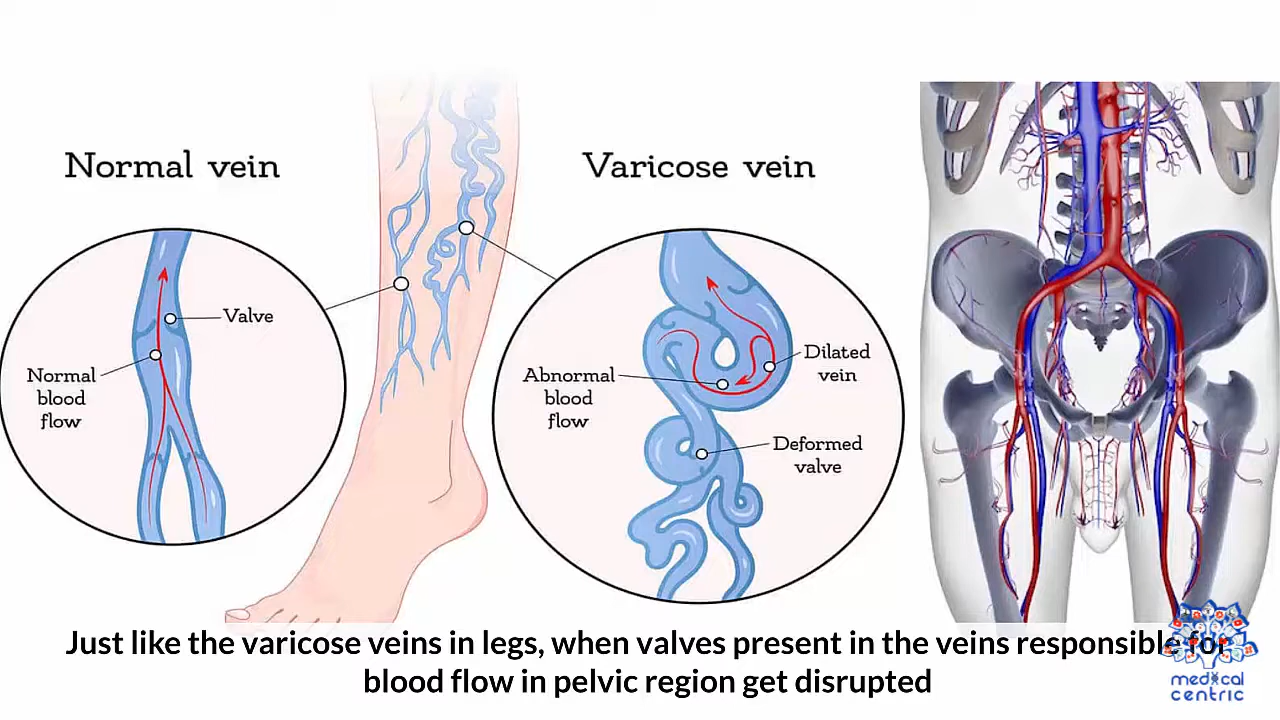 Normal vein
Varicose vein
Valve
Normal
blood
flow
Abnormal
blood
flow
Dilated
vein
Deformed
valve
Just like the varicose veins in legs, when valves present in the veins responsible for
blood flow in pelvic region get disrupted
medical
centric